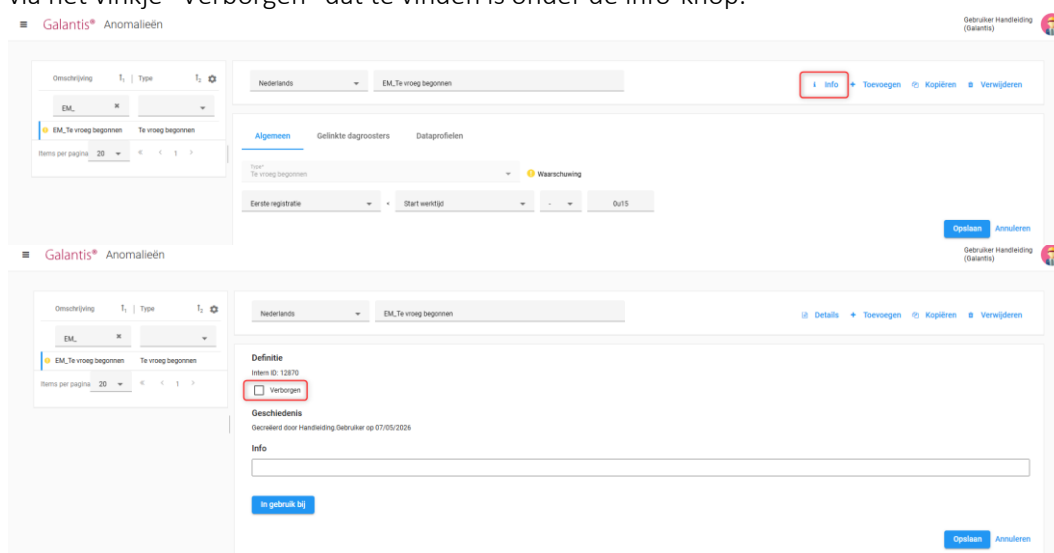 via het vinkje "Verborgen" dat te vinden is onder de info-knop.
Galantis® Anomalieën
Gebruiker Handleiding
(Galantis)
Omschrijving 1 | Type 2
Nederlands EM_Te vroeg begonnen Info + Toevoegen Kopiëren Verwijderen
EM_ ×
EM_Te vroeg begonnen Te vroeg begonnen
Items per pagina 20 « < 1 >
Algemeen Gelinkte dagroosters Dataprofielen
Type*
Te vroeg begonnen Waarschuwing
Eerste registratie < Start werktijd - 0u15
Opslaan Annuleren
Galantis® Anomalieën
Gebruiker Handleiding
(Galantis)
Omschrijving 1 | Type 2
Nederlands EM_Te vroeg begonnen Details + Toevoegen Kopiëren Verwijderen
EM_ ×
EM_Te vroeg begonnen Te vroeg begonnen
Items per pagina 20 « < 1 >
Definitie
Intern ID: 12870
Verborgen
Geschiedenis
Gecreëerd door Handleiding.Gebruiker op 07/05/2026
Info
In gebruik bij
Opslaan Annuleren